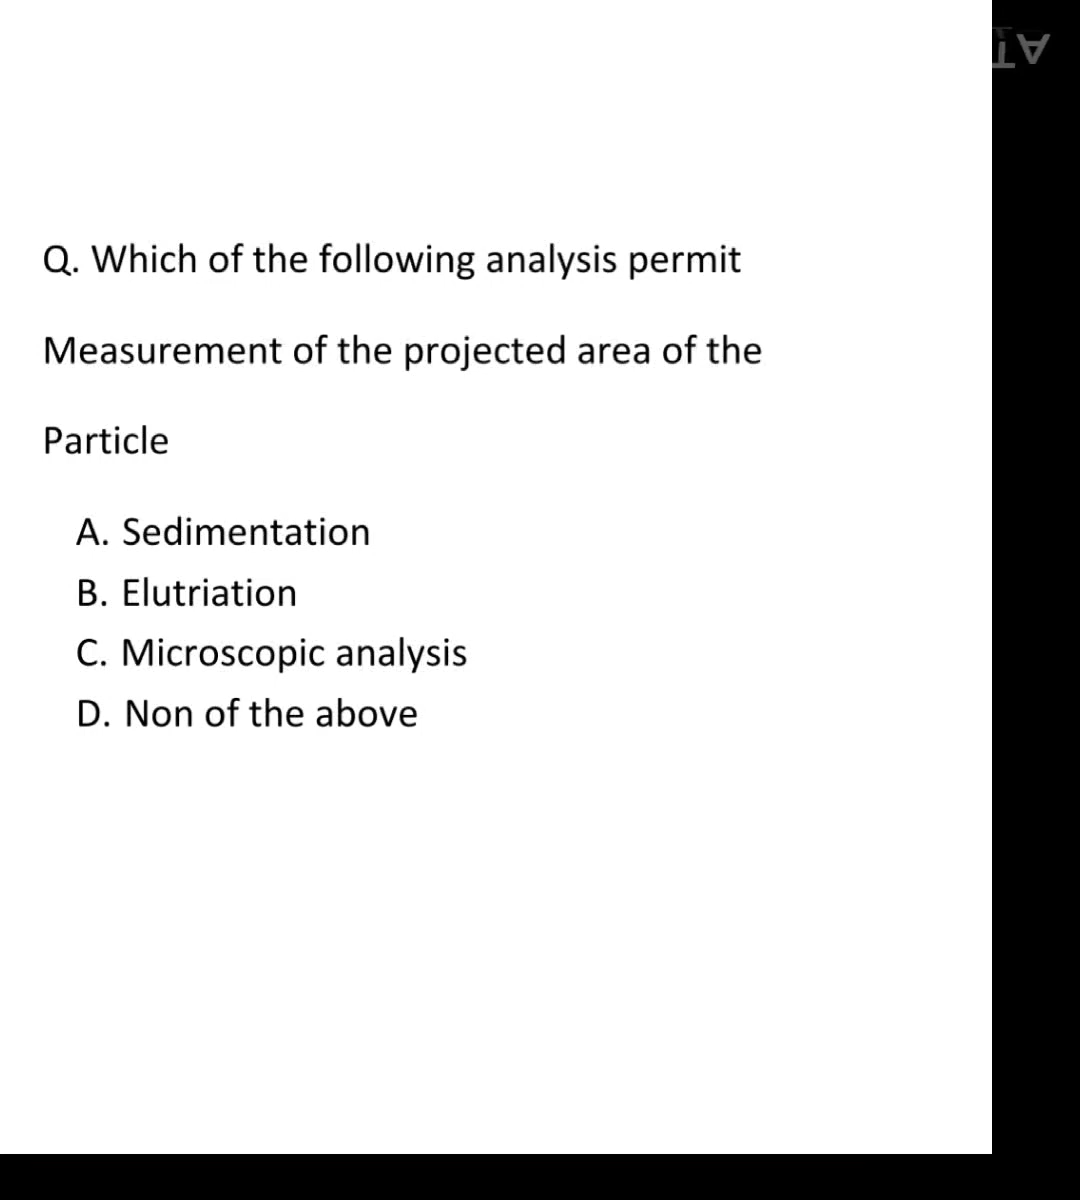 Q. Which of the following analysis permit
Measurement of the projected area of the
Particle
A. Sedimentation
B. Elutriation
C. Microscopic analysis
D. Non of the above